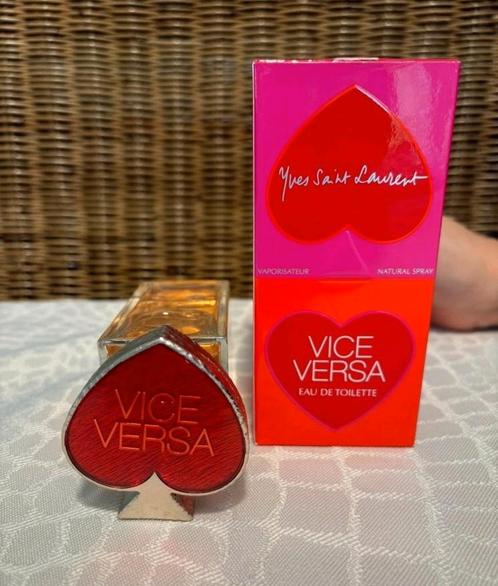 Yves Saint Laurent
VAPORISATEUR NATURAL SPRAY
VICE
VERSA
EAU DE TOILETTE
VICE
VERSA